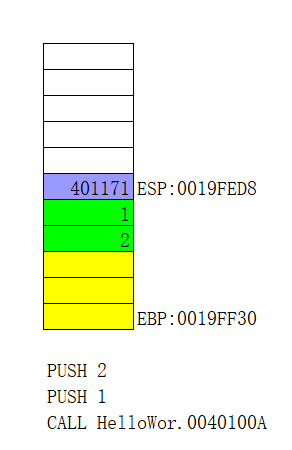 401171 ESP:0019FED8
1
2
EBP:0019FF30
PUSH 2
PUSH 1
CALL HelloWor.0040100A